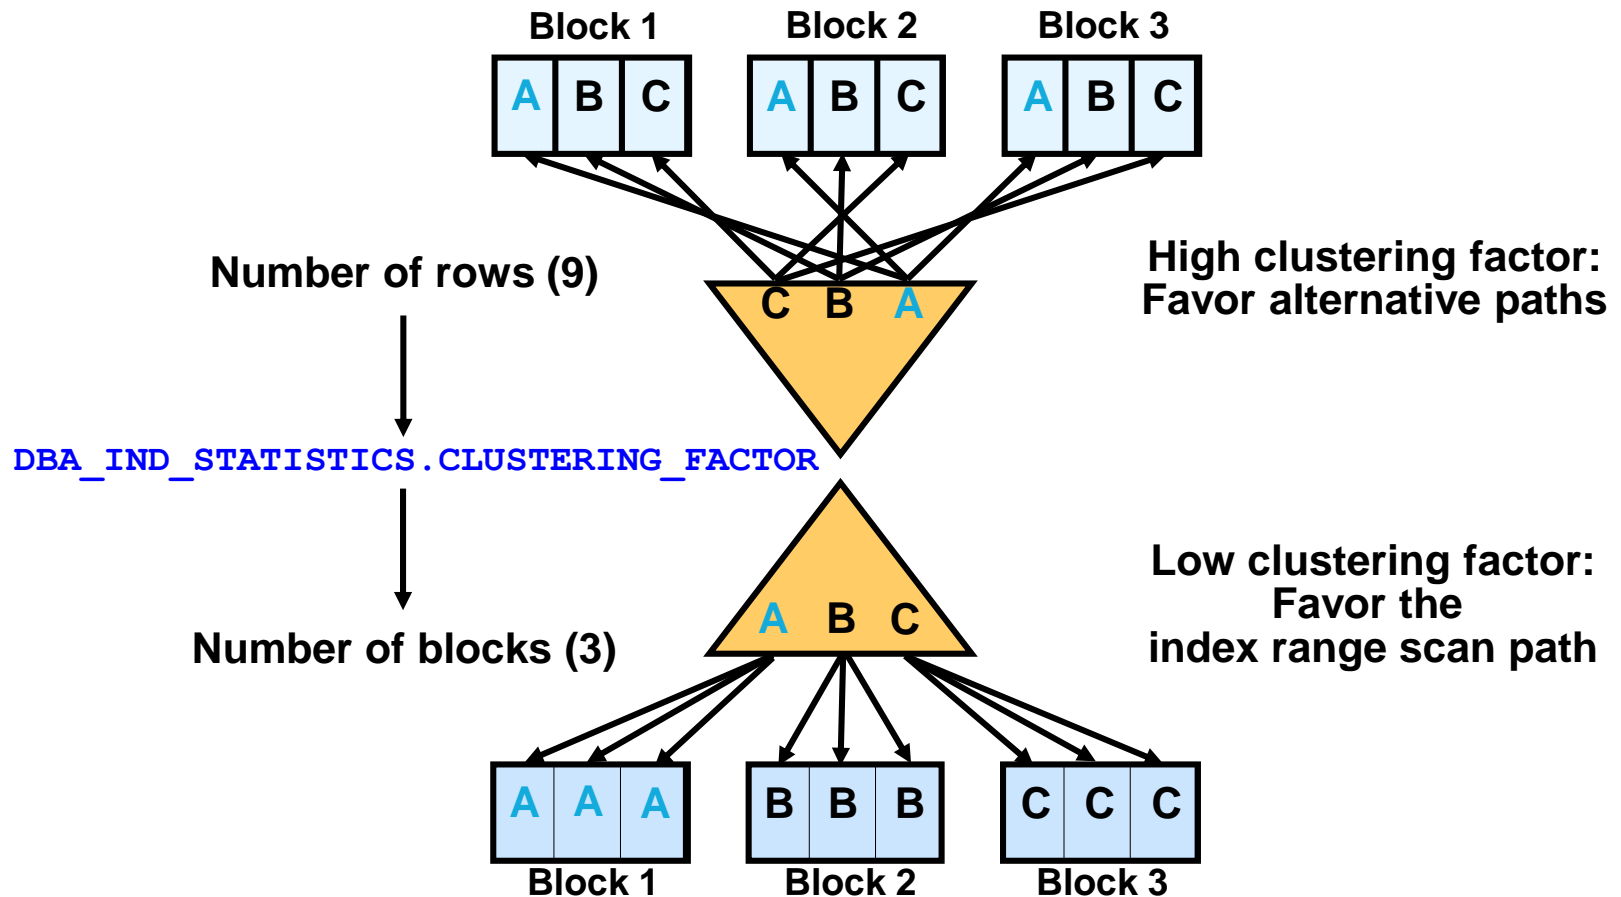 Block 1
Block 2
Block 3
A B C
A B C
A B C
Number of rows (9)
High clustering factor:
Favor alternative paths
C B A
DBA_IND_STATISTICS.CLUSTERING_FACTOR
Number of blocks (3)
A B C
Low clustering factor:
Favor the
index range scan path
A A A
B B B
C C C
Block 1
Block 2
Block 3